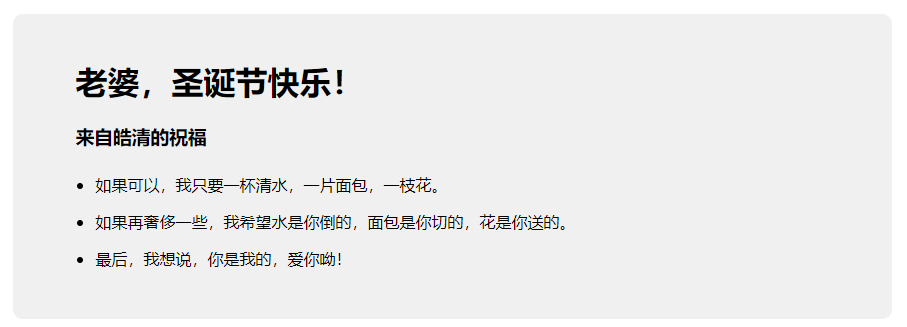 老婆，圣诞节快乐！
来自皓清的祝福
如果可以，我只要一杯清水，一片面包，一枝花。
如果再奢侈一些，我希望水是你倒的，面包是你切的，花是你送的。
最后，我想说，你是我的，爱你呦！